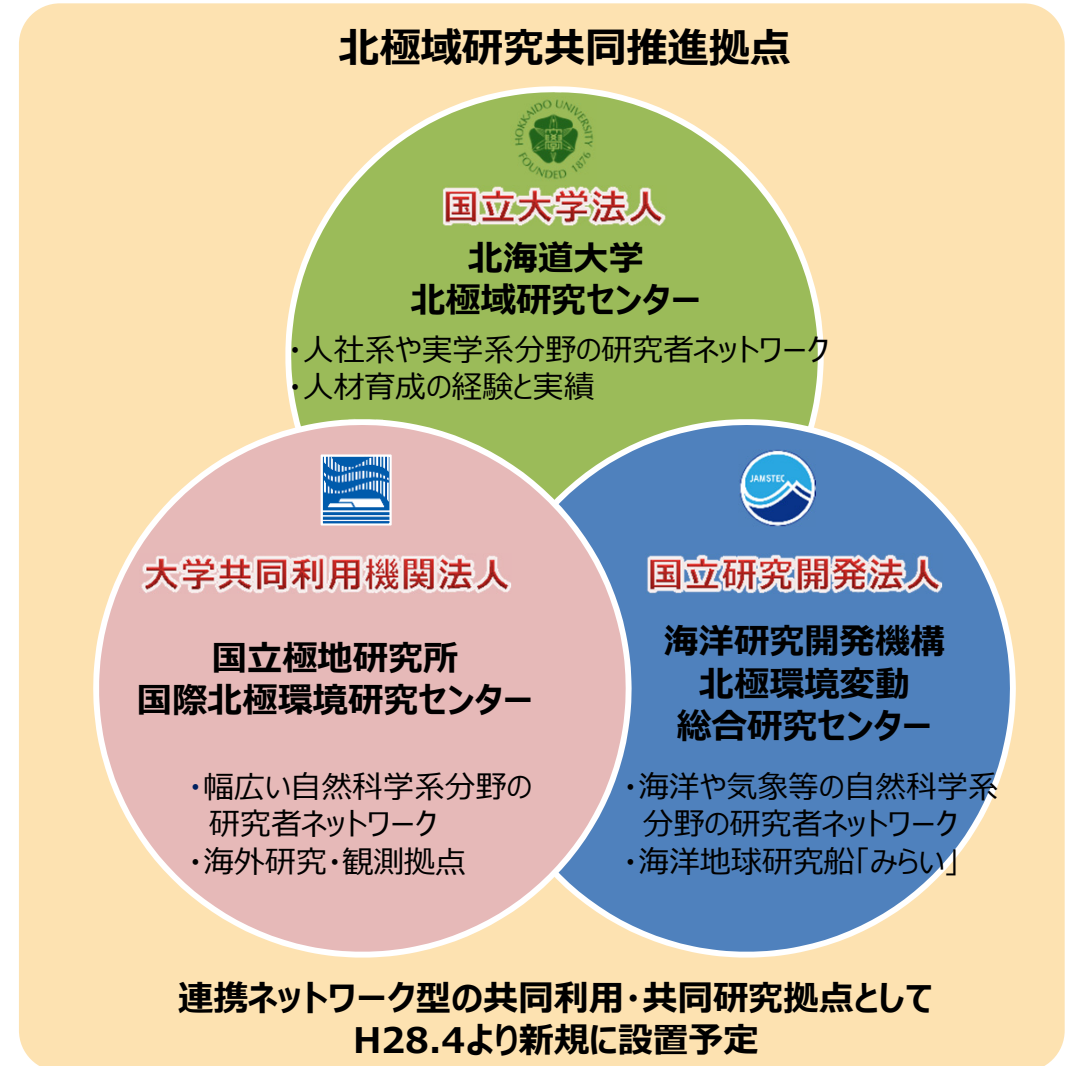 北極域研究共同推進拠点
HOKKAIDO UNIVERSITY
FOUNDED 1876
国立大学法人
北海道大学
北極域研究センター
・人社系や実学系分野の研究者ネットワーク
・人材育成の経験と実績
大学共同利用機関法人
国立極地研究所
国際北極環境研究センター
・幅広い自然科学系分野の
研究者ネットワーク
・海外研究・観測拠点
JAMSTEC
国立研究開発法人
海洋研究開発機構
北極環境変動
総合研究センター
・海洋や気象等の自然科学系
分野の研究者ネットワーク
・海洋地球研究船「みらい」
連携ネットワーク型の共同利用・共同研究拠点として
H28.4より新規に設置予定